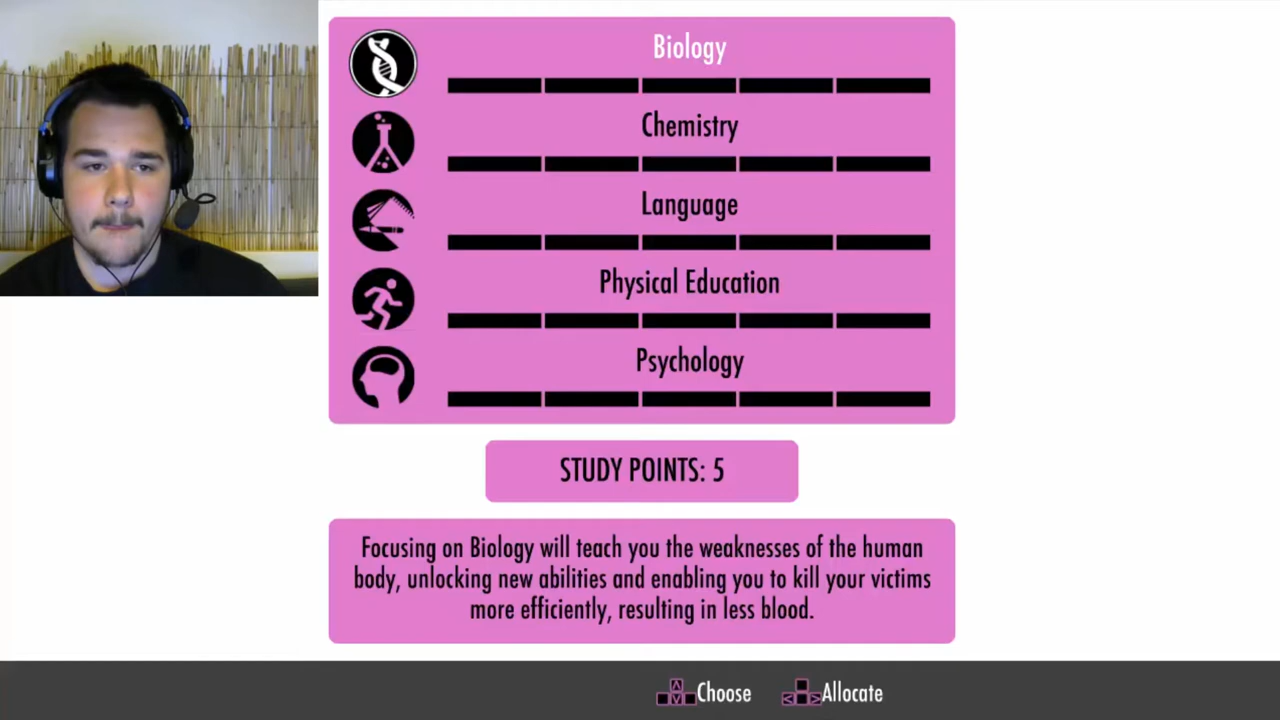 Biology
Chemistry
Language
Physical Education
Psychology
STUDY POINTS: 5
Focusing on Biology will teach you the weaknesses of the human
body, unlocking new abilities and enabling you to kill your victims
more efficiently, resulting in less blood.
Choose
Allocate